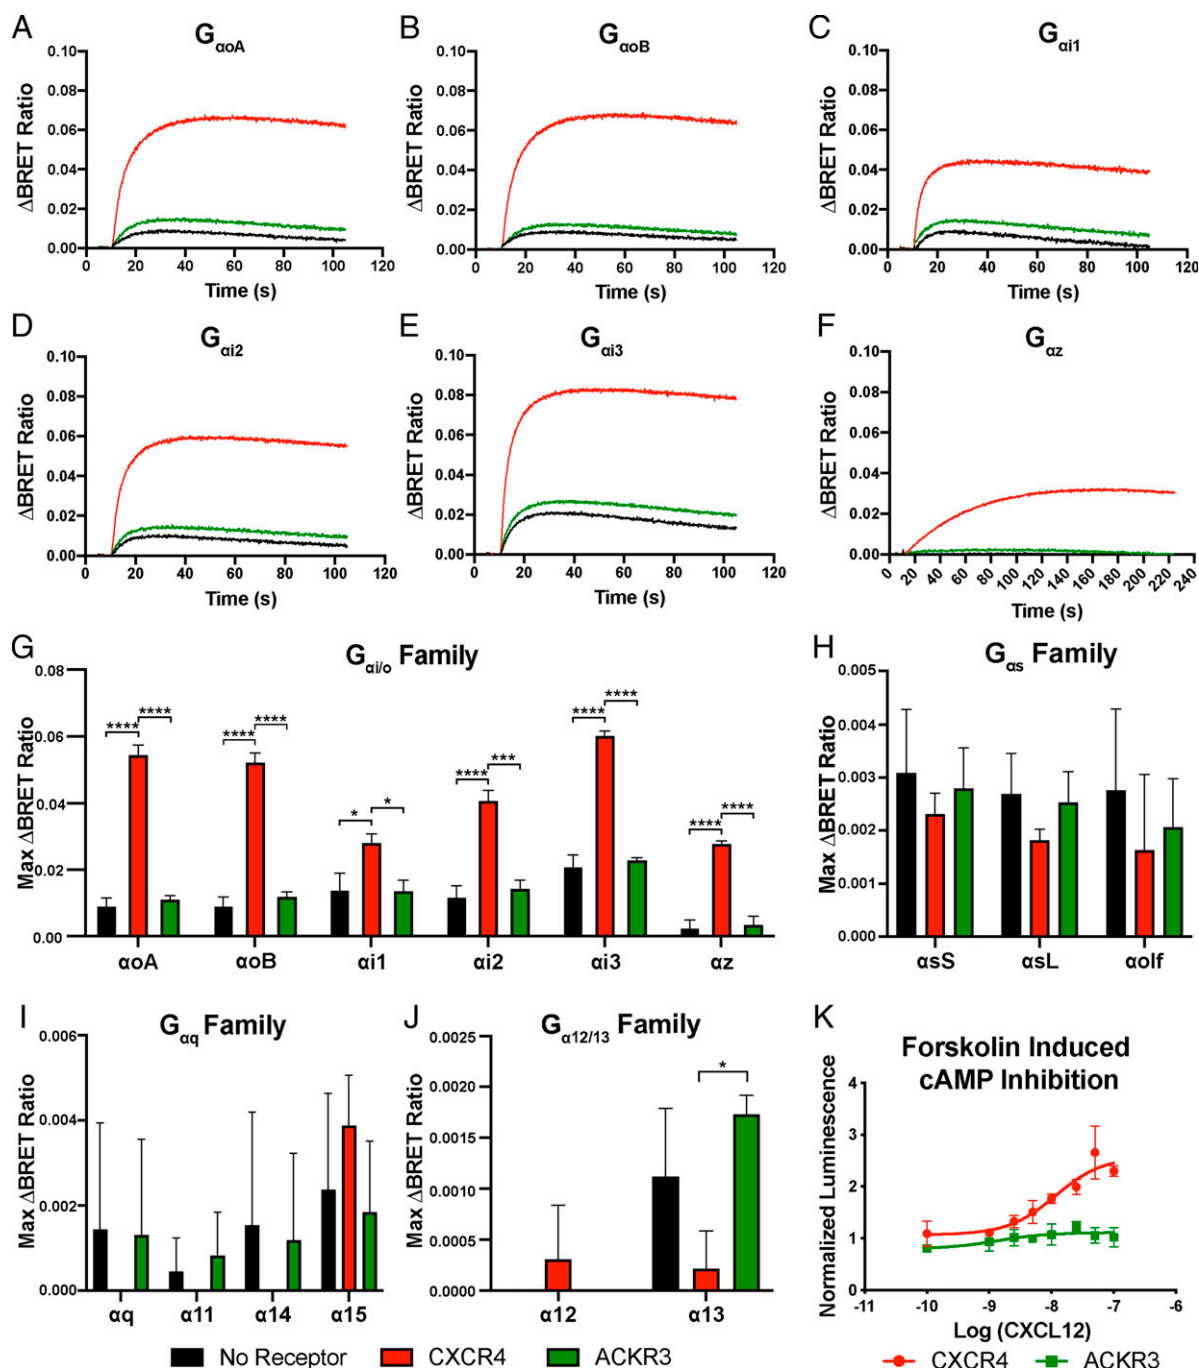 A
G αoA
ΔBRET Ratio
0.10
0.08
0.06
0.04
0.02
0.00
0 20 40 60 80 100 120
Time (s)
B
G αoB
ΔBRET Ratio
0.10
0.08
0.06
0.04
0.02
0.00
0 20 40 60 80 100 120
Time (s)
C
G αi1
ΔBRET Ratio
0.10
0.08
0.06
0.04
0.02
0.00
0 20 40 60 80 100 120
Time (s)
D
G αi2
ΔBRET Ratio
0.10
0.08
0.06
0.04
0.02
0.00
0 20 40 60 80 100 120
Time (s)
E
G αi3
ΔBRET Ratio
0.10
0.08
0.06
0.04
0.02
0.00
0 20 40 60 80 100 120
Time (s)
F
G αz
ΔBRET Ratio
0.10
0.08
0.06
0.04
0.02
0.00
0 20 40 60 80 100 120 140 160 180 200 220 240
Time (s)
G
G αi/o Family
Max ΔBRET Ratio
0.08
0.06
0.04
0.02
0.00
**** ****
**** ****
* *
**** ***
**** ****
**** ****
αoA αoB αi1 αi2 αi3 αz
H
G αs Family
Max ΔBRET Ratio
0.005
0.004
0.003
0.002
0.001
0.000
αsS αsL αolf
I
G αq Family
Max ΔBRET Ratio
0.006
0.004
0.002
0.000
αq α11 α14 α15
J
G α12/13 Family
Max ΔBRET Ratio
0.0025
0.0020
0.0015
0.0010
0.0005
0.0000
*
α12 α13
K
Forskolin Induced
cAMP Inhibition
Normalized Luminescence
4
3
2
1
0
-11 -10 -9 -8 -7 -6
Log (CXCL12)
No Receptor CXCR4 ACKR3
CXCR4 ACKR3